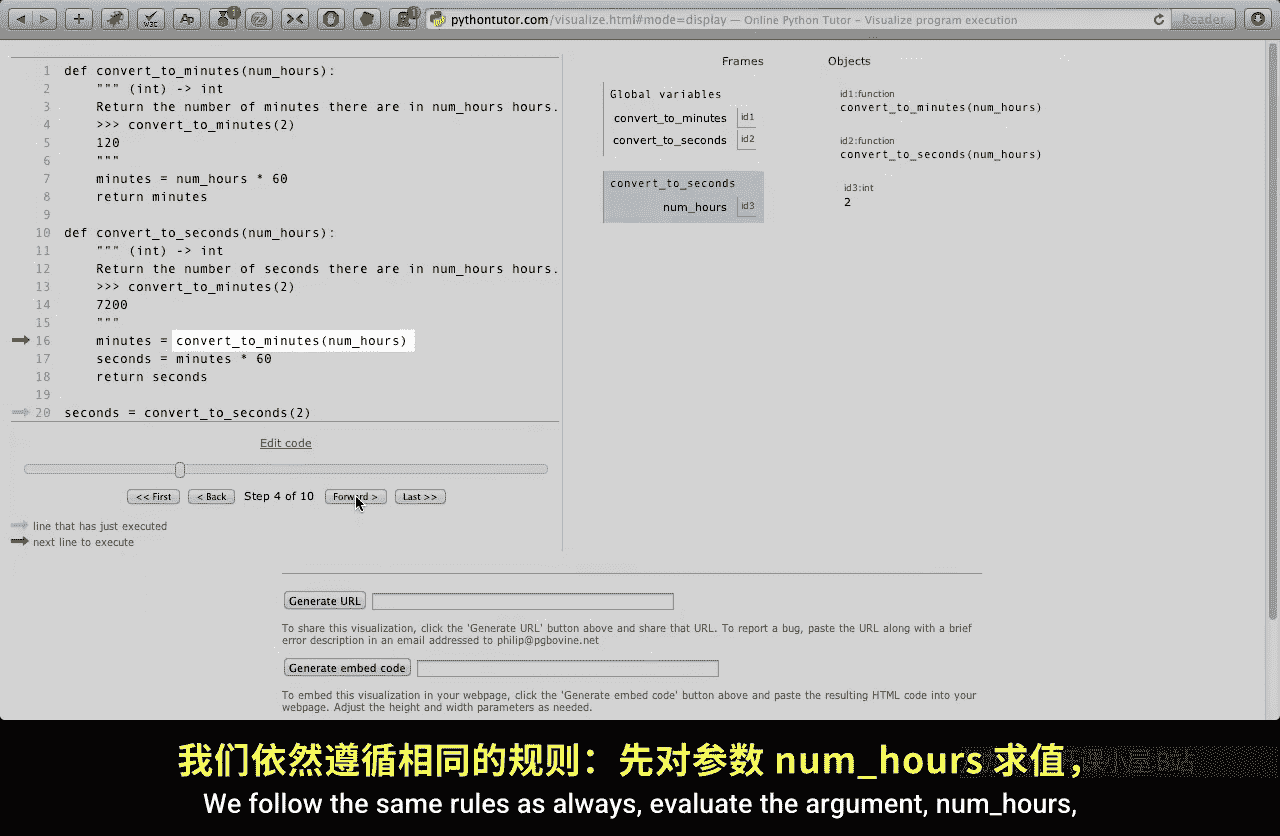 W3C
Ap
1
1
pythontutor.com/visualize.html#mode=display — Online Python Tutor – Visualize program execution
Reader
1 def convert_to_minutes(num_hours):
2 """ (int) -> int
3 Return the number of minutes there are in num_hours hours.
4 >>> convert_to_minutes(2)
5 120
6 """
7 minutes = num_hours * 60
8 return minutes
9
10 def convert_to_seconds(num_hours):
11 """ (int) -> int
12 Return the number of seconds there are in num_hours hours.
13 >>> convert_to_minutes(2)
14 7200
15 """
16 minutes = convert_to_minutes(num_hours)
17 seconds = minutes * 60
18 return seconds
19
20 seconds = convert_to_seconds(2)
Edit code
<< First < Back Step 4 of 10 Forward > Last >>
line that has just executed
next line to execute
Frames Objects
Global variables
convert_to_minutes id1
convert_to_seconds id2
convert_to_seconds
num_hours id3
id1:function
convert_to_minutes(num_hours)
id2:function
convert_to_seconds(num_hours)
id3:int
2
Generate URL
To share this visualization, click the 'Generate URL' button above and share that URL. To report a bug, paste the URL along with a brief
error description in an email addressed to philip@pgbovine.net
Generate embed code
To embed this visualization in your webpage, click the 'Generate embed code' button above and paste the resulting HTML code into your
webpage. Adjust the height and width parameters as needed.
我们依然遵循相同的规则：先对参数 num_hours 求值，
We follow the same rules as always, evaluate the argument, num_hours,